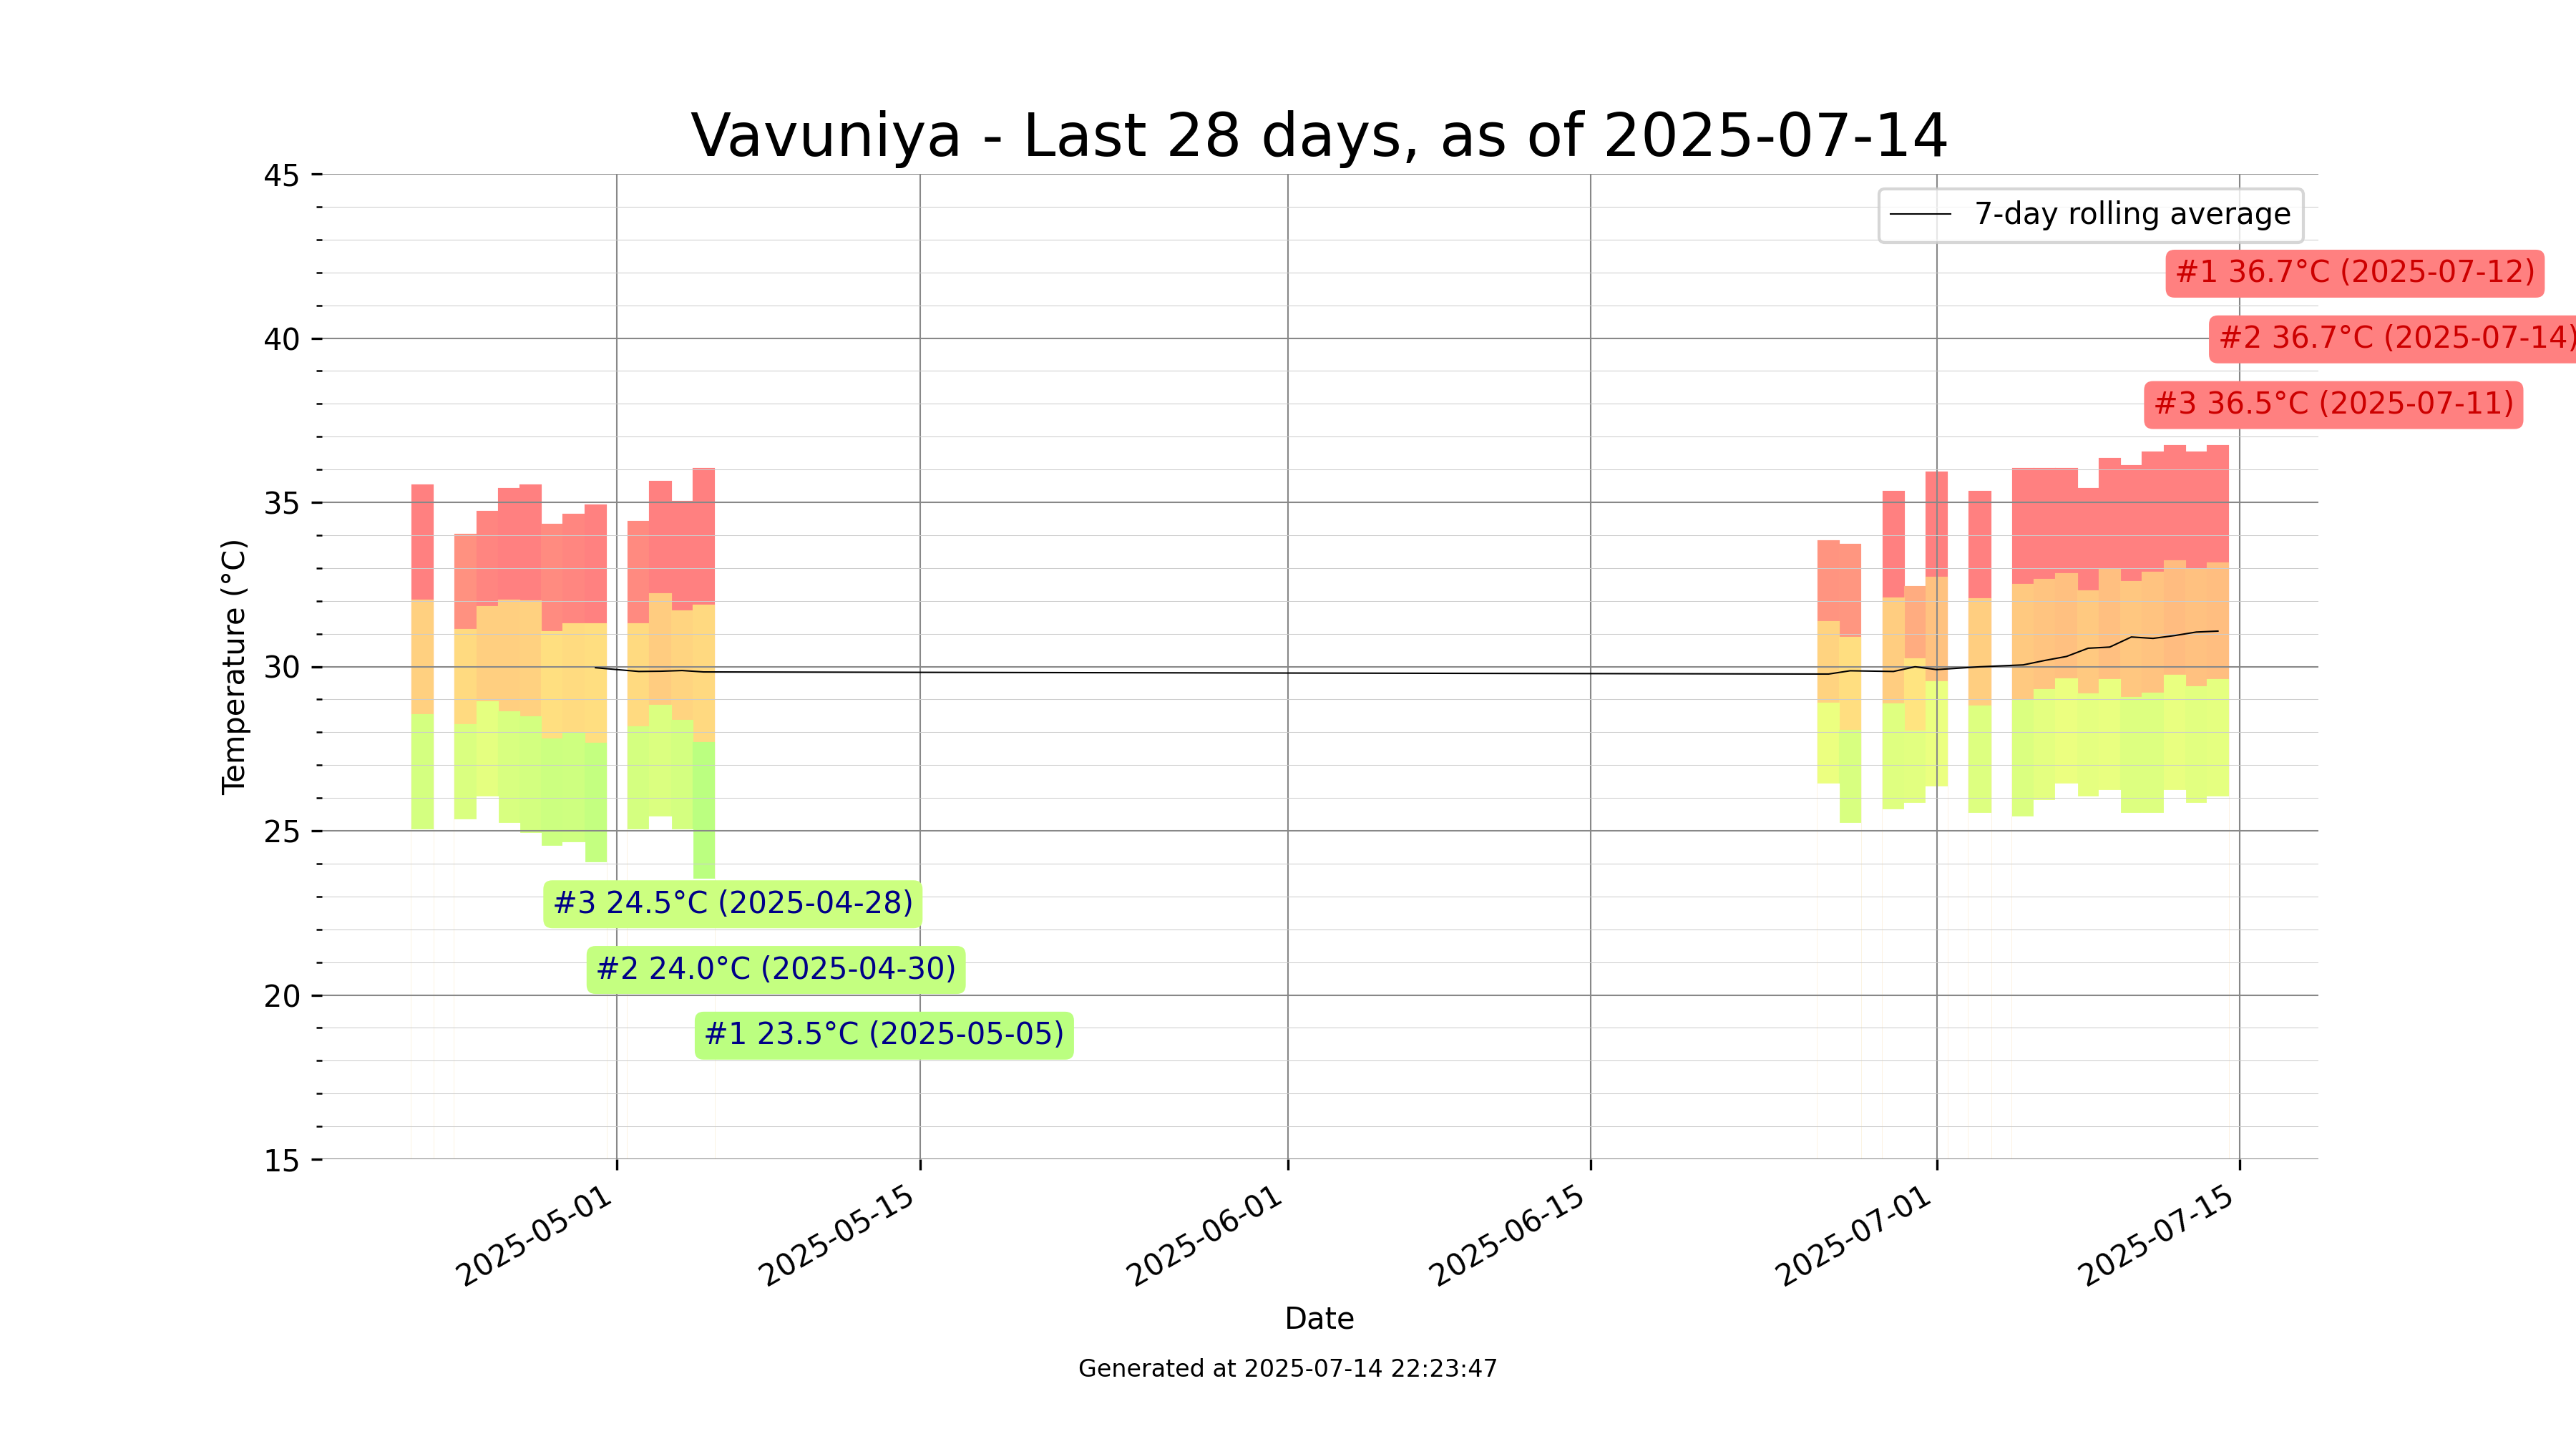 Vavuniya - Last 28 days, as of 2025-07-14
45
40
35
30
25
20
15
Temperature (°C)
7-day rolling average
#1 36.7°C (2025-07-12)
#2 36.7°C (2025-07-14)
#3 36.5°C (2025-07-11)
#3 24.5°C (2025-04-28)
#2 24.0°C (2025-04-30)
#1 23.5°C (2025-05-05)
2025-05-01
2025-05-15
2025-06-01
2025-06-15
2025-07-01
2025-07-15
Date
Generated at 2025-07-14 22:23:47